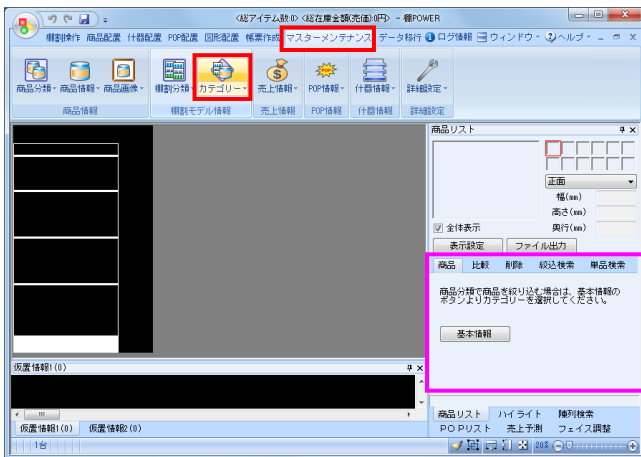 <総アイテム数:0> <総在庫金額(売価):0円> - 棚POWER
棚割操作 商品配置 什器配置 POP配置 図形配置 帳票作成 マスターメンテナンス データ移行 ログ情報 ウィンドウ ヘルプ
商品分類 商品情報 商品画像 棚割分類 カテゴリー 売上情報 POP情報 什器情報 詳細設定
商品情報 棚割モデル情報 売上情報 POP情報 什器情報 詳細設定
商品リスト
正面
幅(mm)
高さ(mm)
全体表示 奥行(mm)
表示設定 ファイル出力
商品 比較 削除 絞込検索 単品検索
商品分類で商品を絞り込む場合は、基本情報の
ボタンよりカテゴリーを選択してください。
基本情報
仮置情報1(0)
仮置情報1(0) 仮置情報2(0)
商品リスト ハイライト 陳列検索
POPリスト 売上予測 フェイス調整
1台
20%